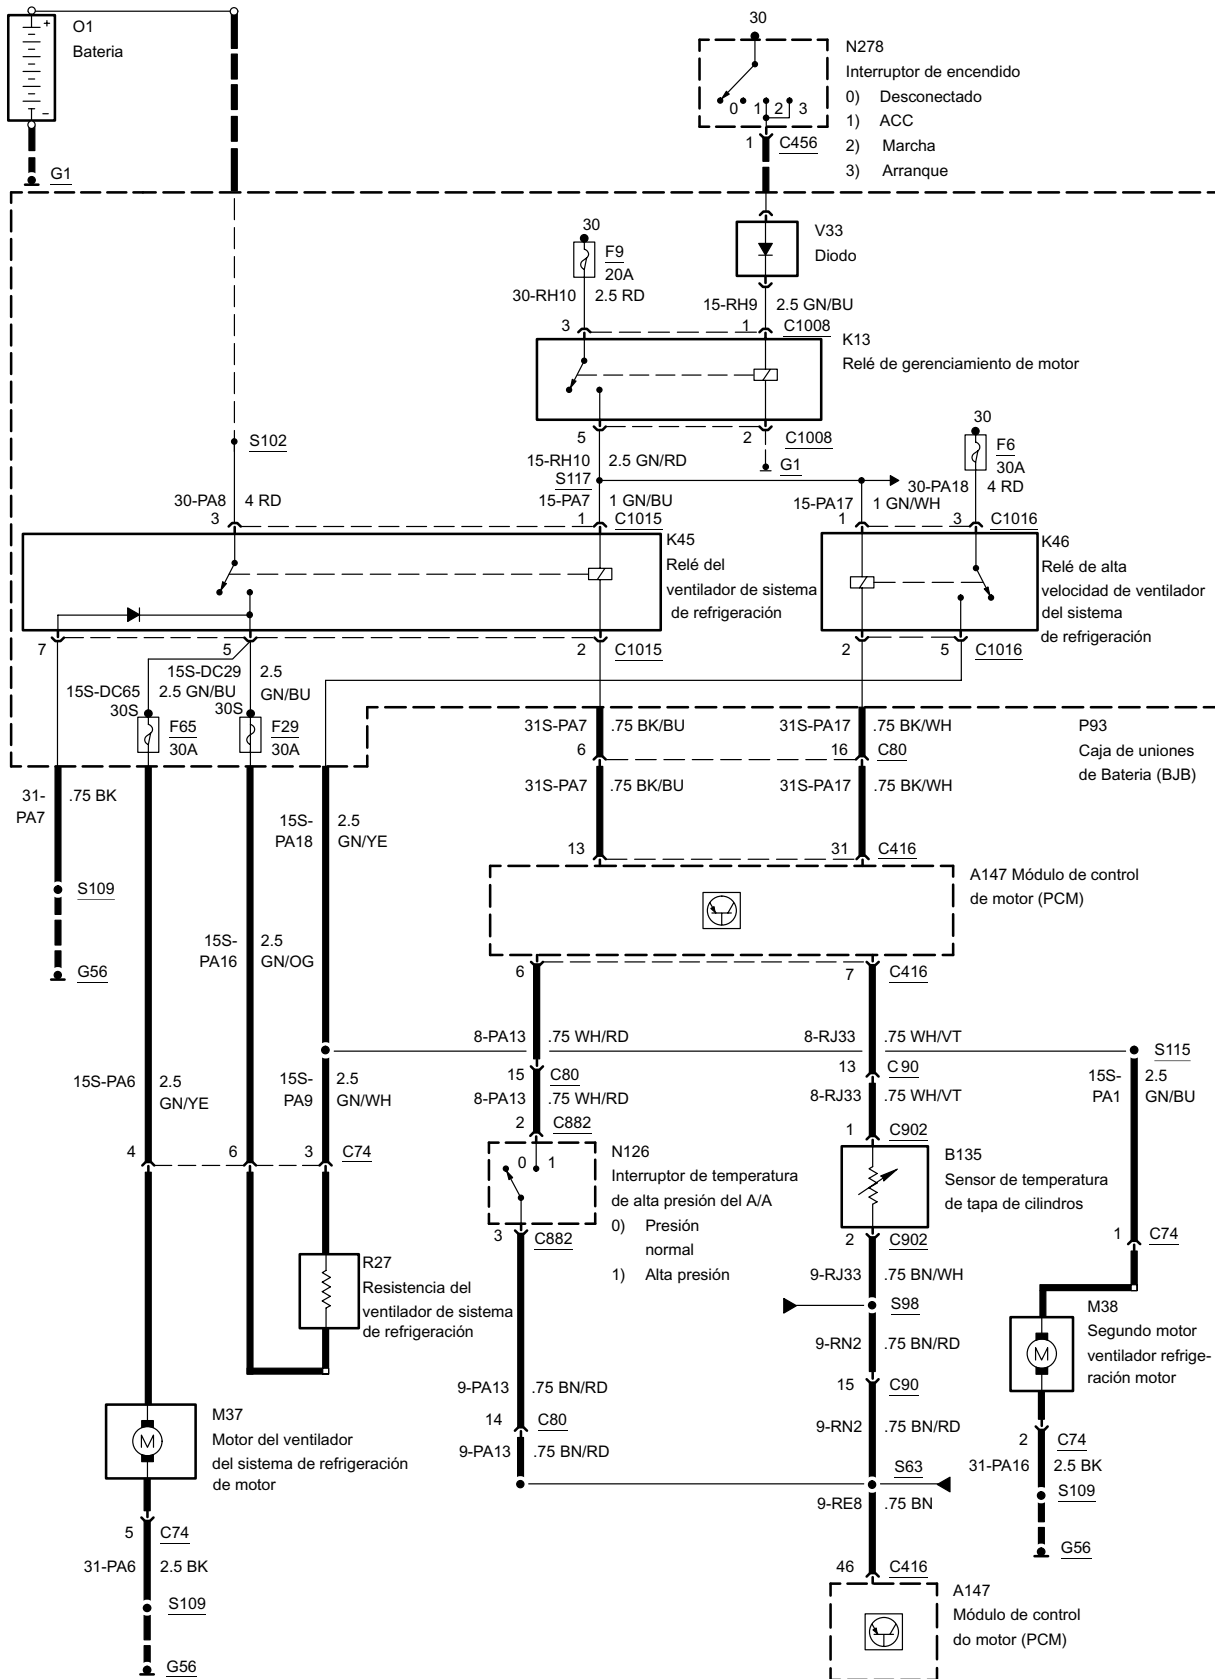 O1
Bateria
+
-
G1
30
N278
Interruptor de encendido
0) Desconectado
1) ACC
2) Marcha
3) Arranque
0 1 2 3
1 C456
V33
Diodo
30
F9
20A
30-RH10 2.5 RD
15-RH9 2.5 GN/BU
3 1 C1008
K13
Relé de gerenciamiento de motor
5 2 C1008
G1
S102
15-RH10 2.5 GN/RD
S117
30
F6
30A
30-PA18 4 RD
30-PA8 4 RD
15-PA7 1 GN/BU
15-PA17 1 GN/WH
3 1 C1015
1 3 C1016
K45
Relé del
ventilador de sistema
de refrigeración
K46
Relé de alta
velocidad de ventilador
del sistema
de refrigeración
7 5 2 C1015
2 5 C1016
15S-DC29 2.5
GN/BU
15S-DC65 2.5 GN/BU
30S 30S
F65
30A
F29
30A
31S-PA7 .75 BK/BU
31S-PA17 .75 BK/WH
6 16 C80
P93
Caja de uniones
de Bateria (BJB)
31S-PA7 .75 BK/BU
31S-PA17 .75 BK/WH
31-
PA7
.75 BK
15S-
PA18
2.5
GN/YE
13 31 C416
A147 Módulo de control
de motor (PCM)
S109
15S-
PA16
2.5
GN/OG
G56
6 7 C416
8-PA13 .75 WH/RD
8-RJ33 .75 WH/VT
S115
15 C80
13 C90
15S-PA6 2.5
GN/YE
15S-
PA9
2.5
GN/WH
8-PA13 .75 WH/RD
8-RJ33 .75 WH/VT
15S-
PA1
2.5
GN/BU
2 C882
1 C902
4 6 3 C74
0 1
N126
Interruptor de temperatura
de alta presión del A/A
0) Presión
normal
1) Alta presión
B135
Sensor de temperatura
de tapa de cilindros
3 C882
2 C902
1 C74
R27
Resistencia del
ventilador de sistema
de refrigeración
9-RJ33 .75 BN/WH
S98
9-RN2 .75 BN/RD
M38
Segundo motor
ventilador refrige-
ración motor
M
9-PA13 .75 BN/RD
15 C90
14 C80
9-RN2 .75 BN/RD
9-PA13 .75 BN/RD
M37
Motor del ventilador
del sistema de refrigeración
de motor
M
2 C74
31-PA16 2.5 BK
S109
G56
S63
9-RE8 .75 BN
5 C74
31-PA6 2.5 BK
S109
G56
46 C416
A147
Módulo de control
do motor (PCM)